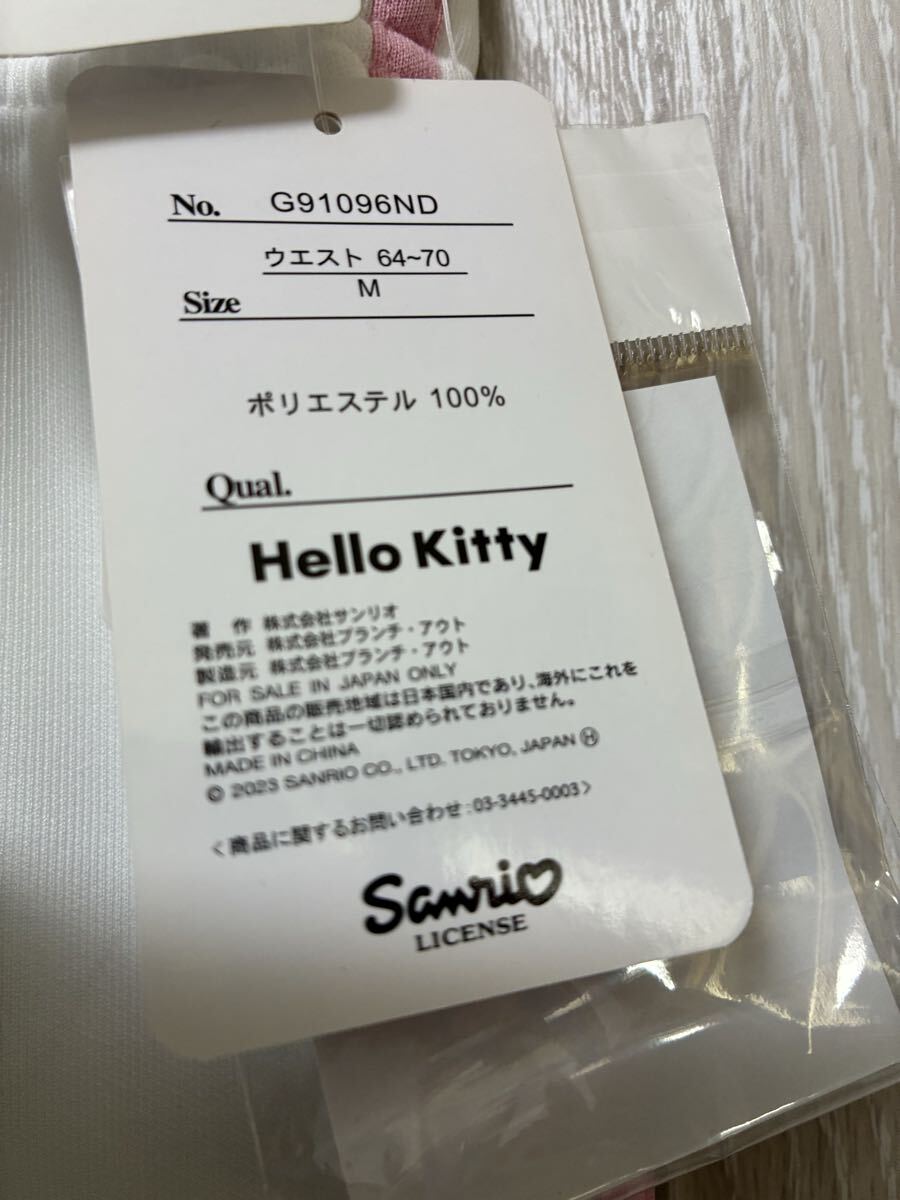 No. G91096ND
ウエスト 64~70
Size M
ポリエステル 100%
Qual.
Hello Kitty
著 作 株式会社サンリオ
発売元 株式会社ブランチ・アウト
製造元 株式会社ブランチ・アウト
FOR SALE IN JAPAN ONLY
この商品の販売地域は日本国内であり、海外にこれを
輸出することは一切認められておりません。
MADE IN CHINA
© 2023 SANRIO CO., LTD. TOKYO, JAPAN Ⓗ
<商品に関するお問い合わせ:03-3445-0003>
Sanrio
LICENSE